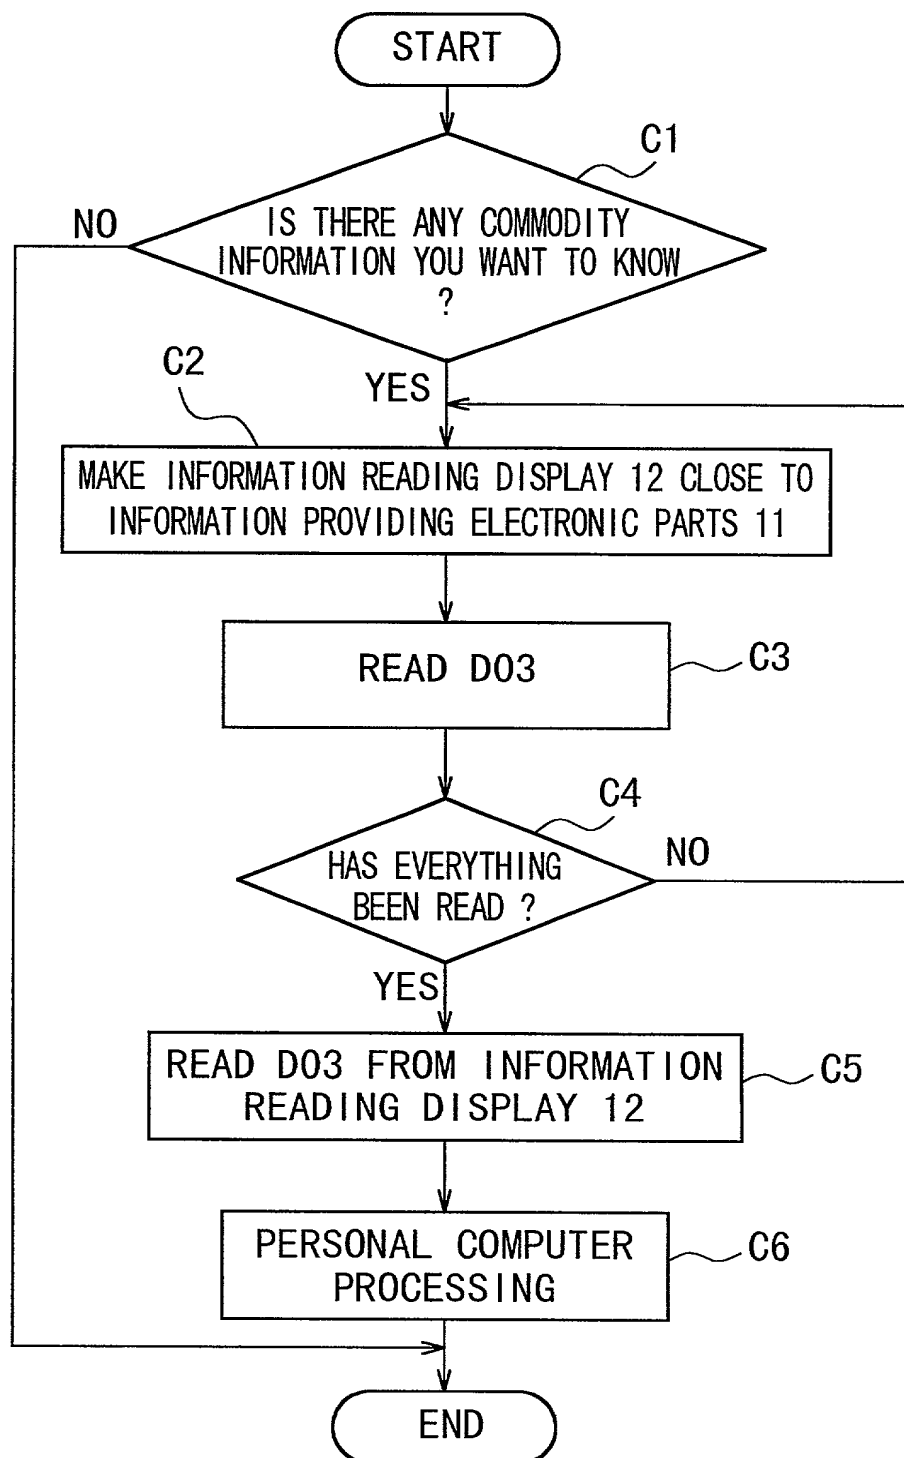 START
C1
NO
IS THERE ANY COMMODITY
INFORMATION YOU WANT TO KNOW
?
C2
YES
MAKE INFORMATION READING DISPLAY 12 CLOSE TO
INFORMATION PROVIDING ELECTRONIC PARTS 11
READ D03
C3
C4
HAS EVERYTHING
BEEN READ ?
NO
YES
READ D03 FROM INFORMATION
READING DISPLAY 12
C5
PERSONAL COMPUTER
PROCESSING
C6
END